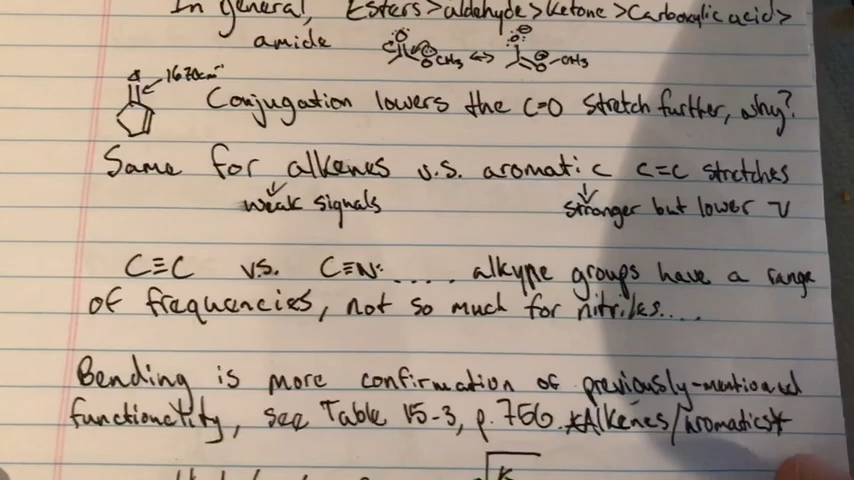 In general, Esters>aldehyde>ketone>Carboxylic acid>
amide
OCH3 ↔ O-CH3
1670cm⁻¹
Conjugation lowers the C=O stretch further, why?
Same for alkenes v.s. aromatic C=C stretches
weak signals
stronger but lower ν
C≡C vs. C≡N: ..... alkyne groups have a range
of frequencies, not so much for nitriles....
Bending is more confirmation of previously-mentioned
functionality, see Table 15-3, p.756. *Alkenes/Aromatics*
K